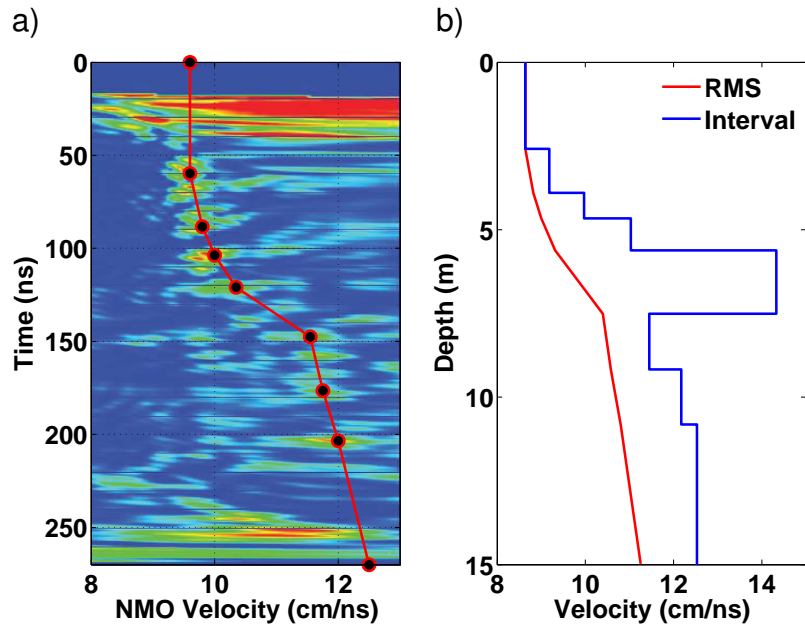 a)
0
50
100
150
200
250
Time (ns)
8
10
12
NMO Velocity (cm/ns)
b)
RMS
Interval
0
5
10
15
Depth (m)
8
10
12
14
Velocity (cm/ns)